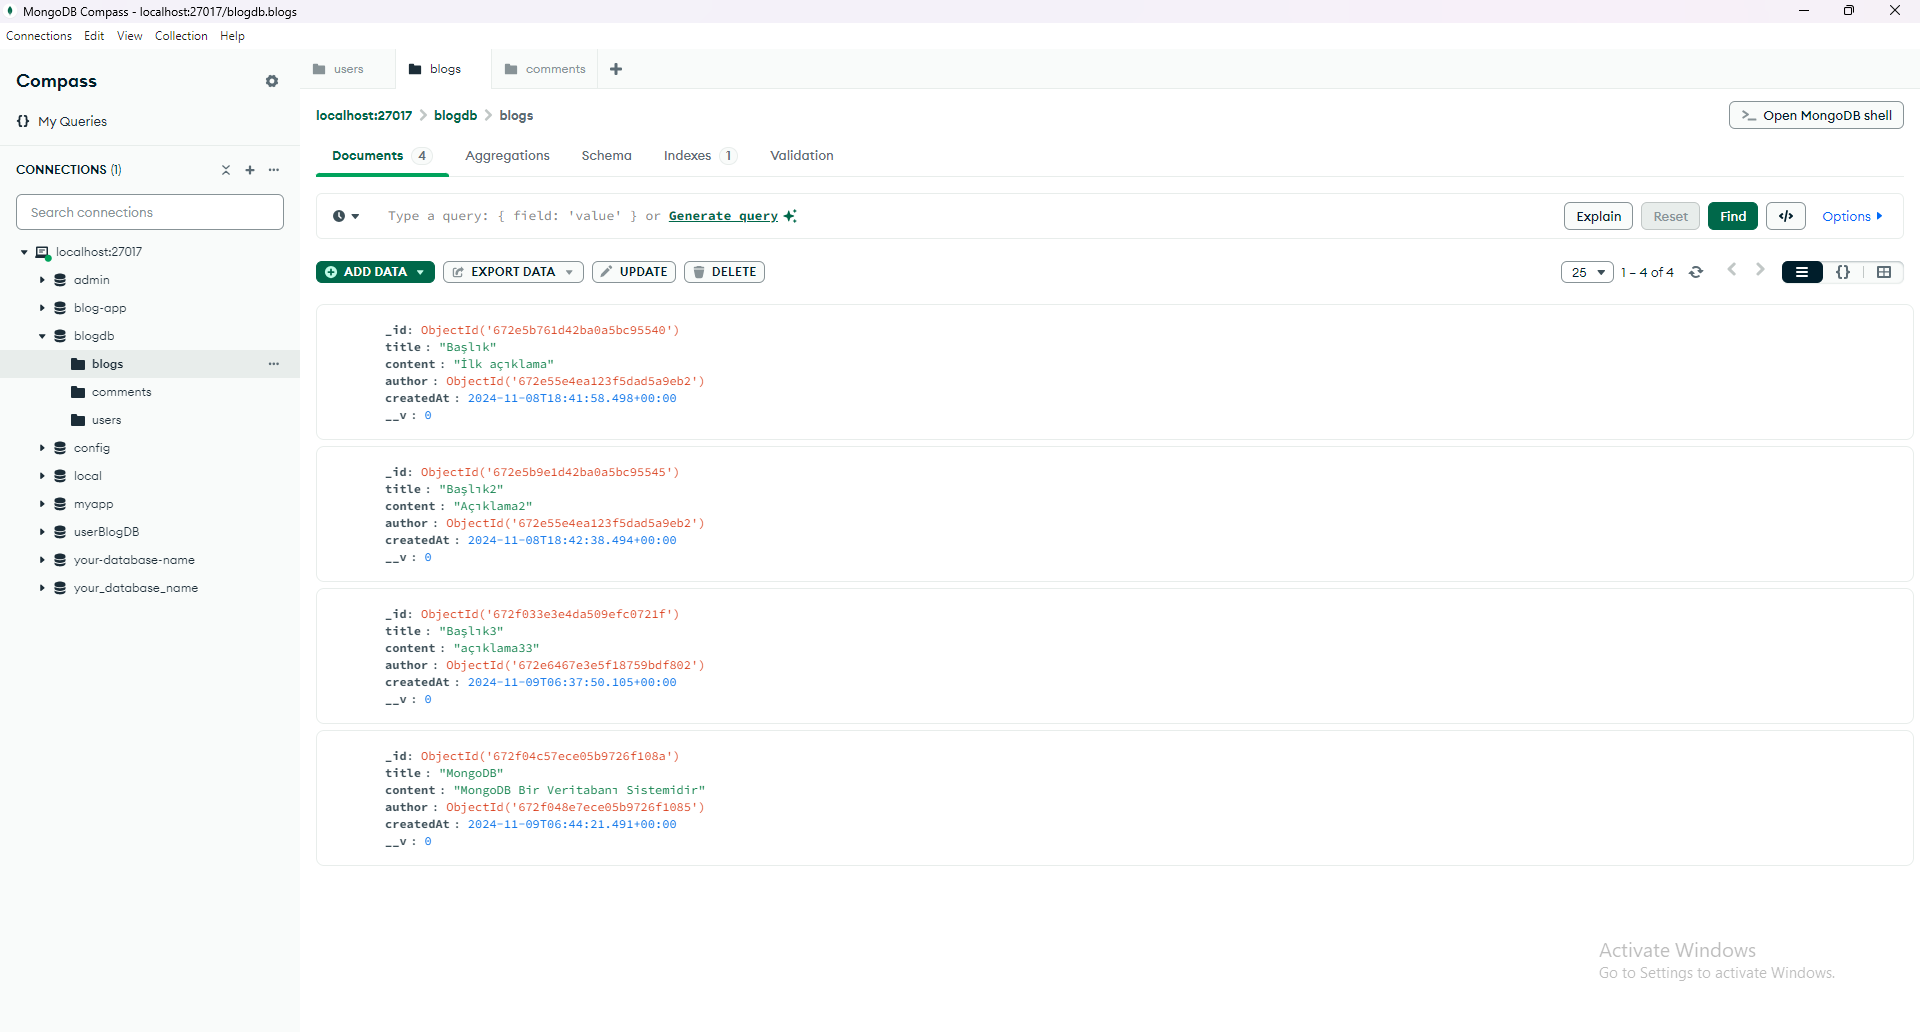 MongoDB Compass - localhost:27017/blogdb.blogs
Connections Edit View Collection Help
Compass
{} My Queries
CONNECTIONS (1)
Search connections
localhost:27017
admin
blog-app
blogdb
blogs
comments
users
config
local
myapp
userBlogDB
your-database-name
your_database_name
users blogs comments
localhost:27017 > blogdb > blogs
>_ Open MongoDB shell
Documents 4 Aggregations Schema Indexes 1 Validation
Type a query: { field: 'value' } or Generate query
Explain Reset Find </> Options
ADD DATA EXPORT DATA UPDATE DELETE
25 1 – 4 of 4 {}
_id: ObjectId('672e5b761d42ba0a5bc95540')
title : "Başlık"
content : "İlk açıklama"
author : ObjectId('672e55e4ea123f5dad5a9eb2')
createdAt : 2024-11-08T18:41:58.498+00:00
__v : 0
_id: ObjectId('672e5b9e1d42ba0a5bc95545')
title : "Başlık2"
content : "Açıklama2"
author : ObjectId('672e55e4ea123f5dad5a9eb2')
createdAt : 2024-11-08T18:42:38.494+00:00
__v : 0
_id: ObjectId('672f033e3e4da509efc0721f')
title : "Başlık3"
content : "açıklama33"
author : ObjectId('672e6467e3e5f18759bdf802')
createdAt : 2024-11-09T06:37:50.105+00:00
__v : 0
_id: ObjectId('672f04c57ece05b9726f108a')
title : "MongoDB"
content : "MongoDB Bir Veritabanı Sistemidir"
author : ObjectId('672f048e7ece05b9726f1085')
createdAt : 2024-11-09T06:44:21.491+00:00
__v : 0
Activate Windows
Go to Settings to activate Windows.